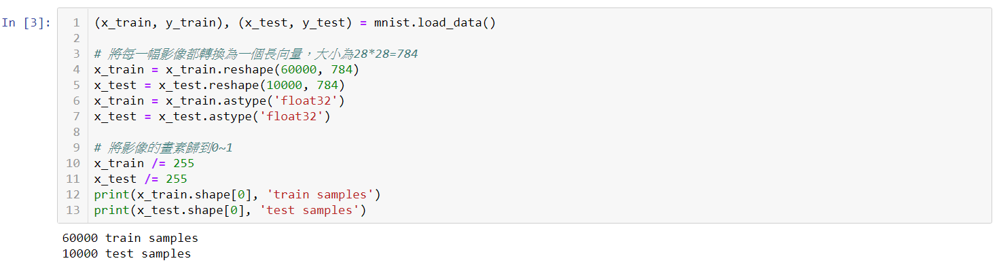 In [3]:
1 (x_train, y_train), (x_test, y_test) = mnist.load_data()
2
3 # 將每一幅影像都轉換為一個長向量，大小為28*28=784
4 x_train = x_train.reshape(60000, 784)
5 x_test = x_test.reshape(10000, 784)
6 x_train = x_train.astype('float32')
7 x_test = x_test.astype('float32')
8
9 # 將影像的畫素歸到0~1
10 x_train /= 255
11 x_test /= 255
12 print(x_train.shape[0], 'train samples')
13 print(x_test.shape[0], 'test samples')
60000 train samples
10000 test samples